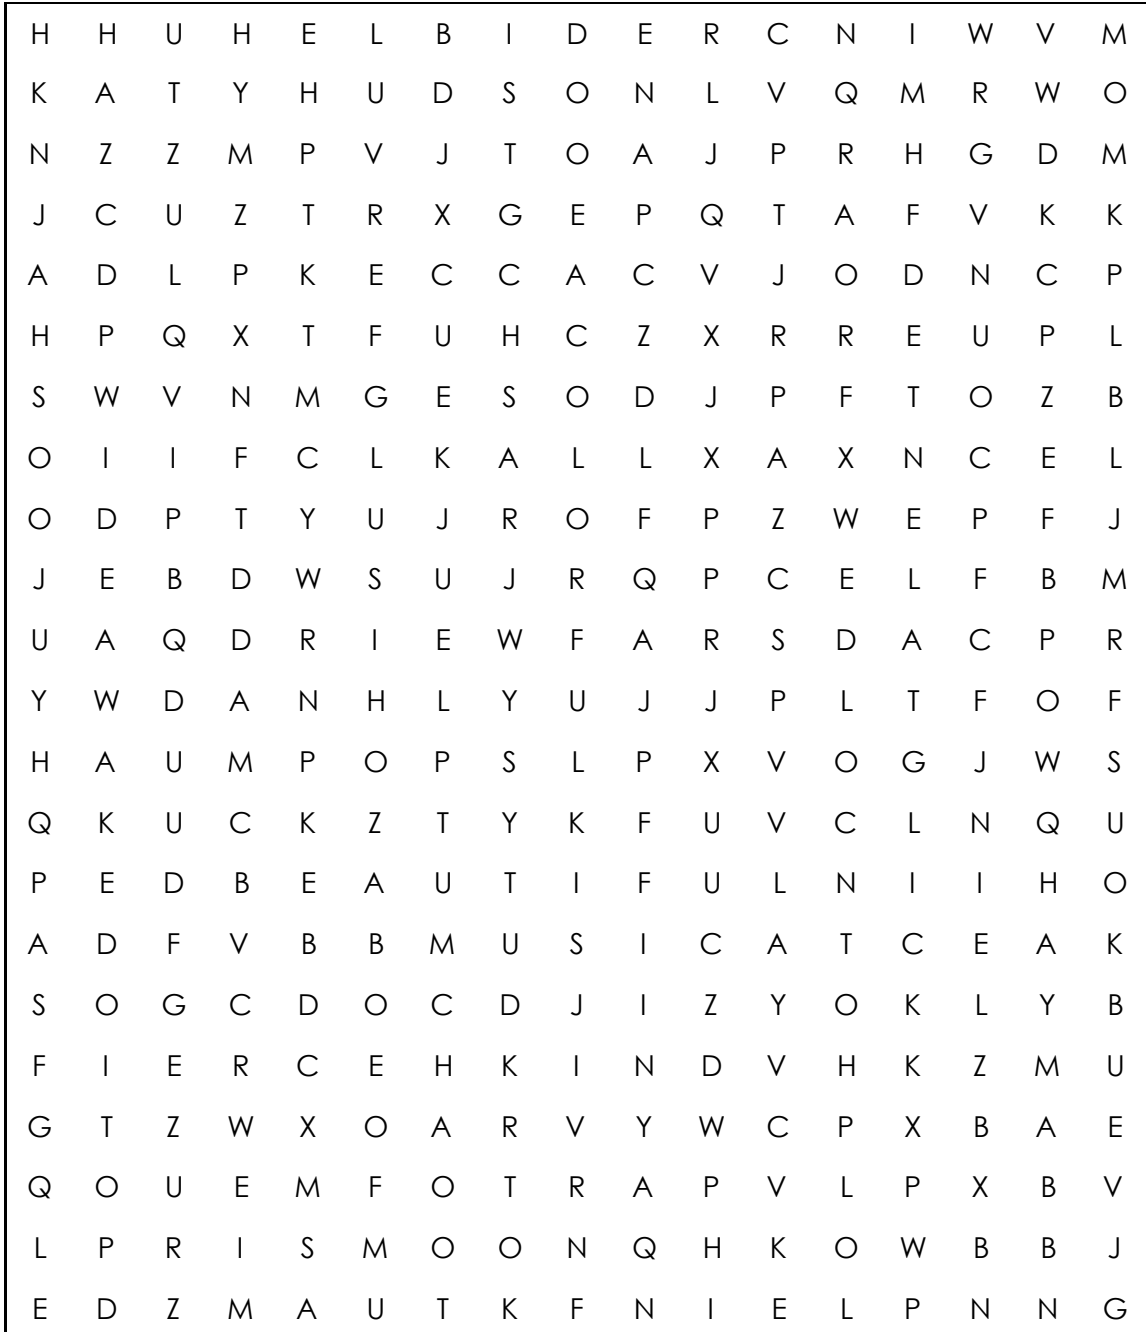 H H U H E L B I D E R C N I W V M
K A T Y H U D S O N L V Q M R W O
N Z Z M P V J T O A J P R H G D M
J C U Z T R X G E P Q T A F V K K
A D L P K E C C A C V J O D N C P
H P Q X T F U H C Z X R R E U P L
S W V N M G E S O D J P F T O Z B
O I I F C L K A L L X A X N C E L
O D P T Y U J R O F P Z W E P F J
J E B D W S U J R Q P C E L F B M
U A Q D R I E W F A R S D A C P R
Y W D A N H L Y U J J P L T F O F
H A U M P O P S L P X V O G J W S
Q K U C K Z T Y K F U V C L N Q U
P E D B E A U T I F U L N I I H O
A D F V B B M U S I C A T C E A K
S O G C D O C D J I Z Y O K L Y B
F I E R C E H K I N D V H K Z M U
G T Z W X O A R V Y W C P X B A E
Q O U E M F O T R A P V L P X B V
L P R I S M O O N Q H K O W B B J
E D Z M A U T K F N I E L P N N G